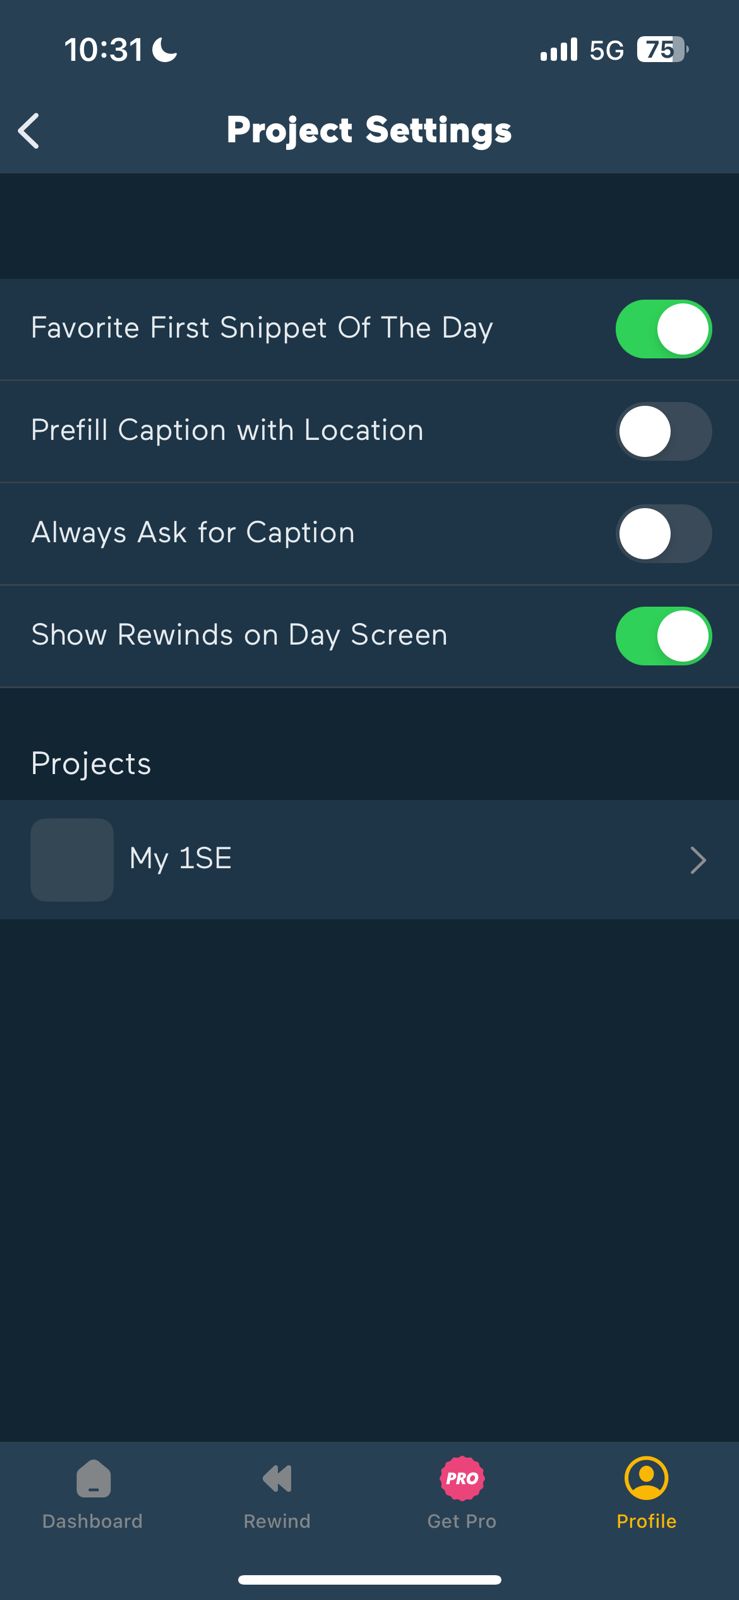 10:31 5G 75
Project Settings
Favorite First Snippet Of The Day
Prefill Caption with Location
Always Ask for Caption
Show Rewinds on Day Screen
Projects
My 1SE
PRO
Dashboard Rewind Get Pro Profile